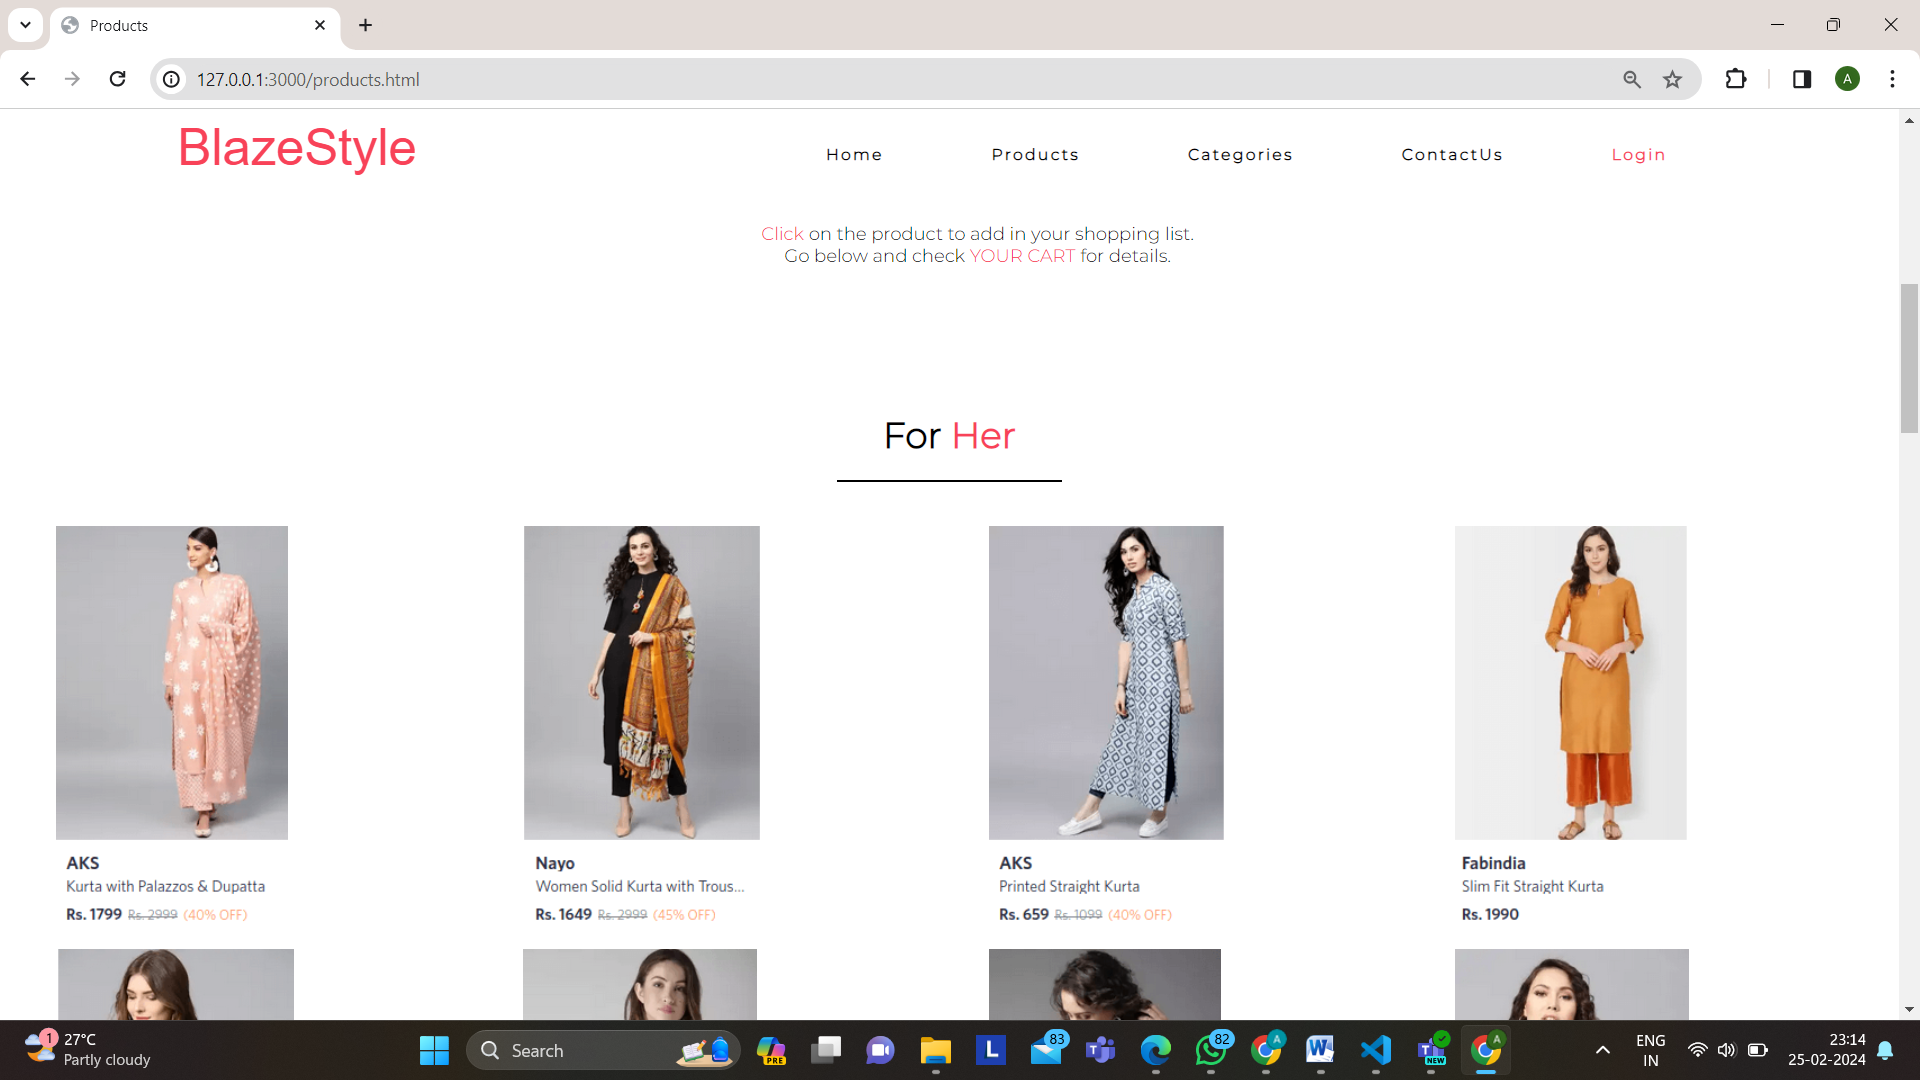 Products
127.0.0.1:3000/products.html
A
BlazeStyle
Home Products Categories ContactUs Login
Click on the product to add in your shopping list.
Go below and check YOUR CART for details.
For Her
AKS
Kurta with Palazzos & Dupatta
Rs. 1799 Rs. 2999 (40% OFF)
Nayo
Women Solid Kurta with Trous...
Rs. 1649 Rs. 2999 (45% OFF)
AKS
Printed Straight Kurta
Rs. 659 Rs. 1099 (40% OFF)
Fabindia
Slim Fit Straight Kurta
Rs. 1990
1
27°C
Partly cloudy
Search
PRE
L
83
T
82
A
W
T
NEW
A
ENG
IN
23:14
25-02-2024